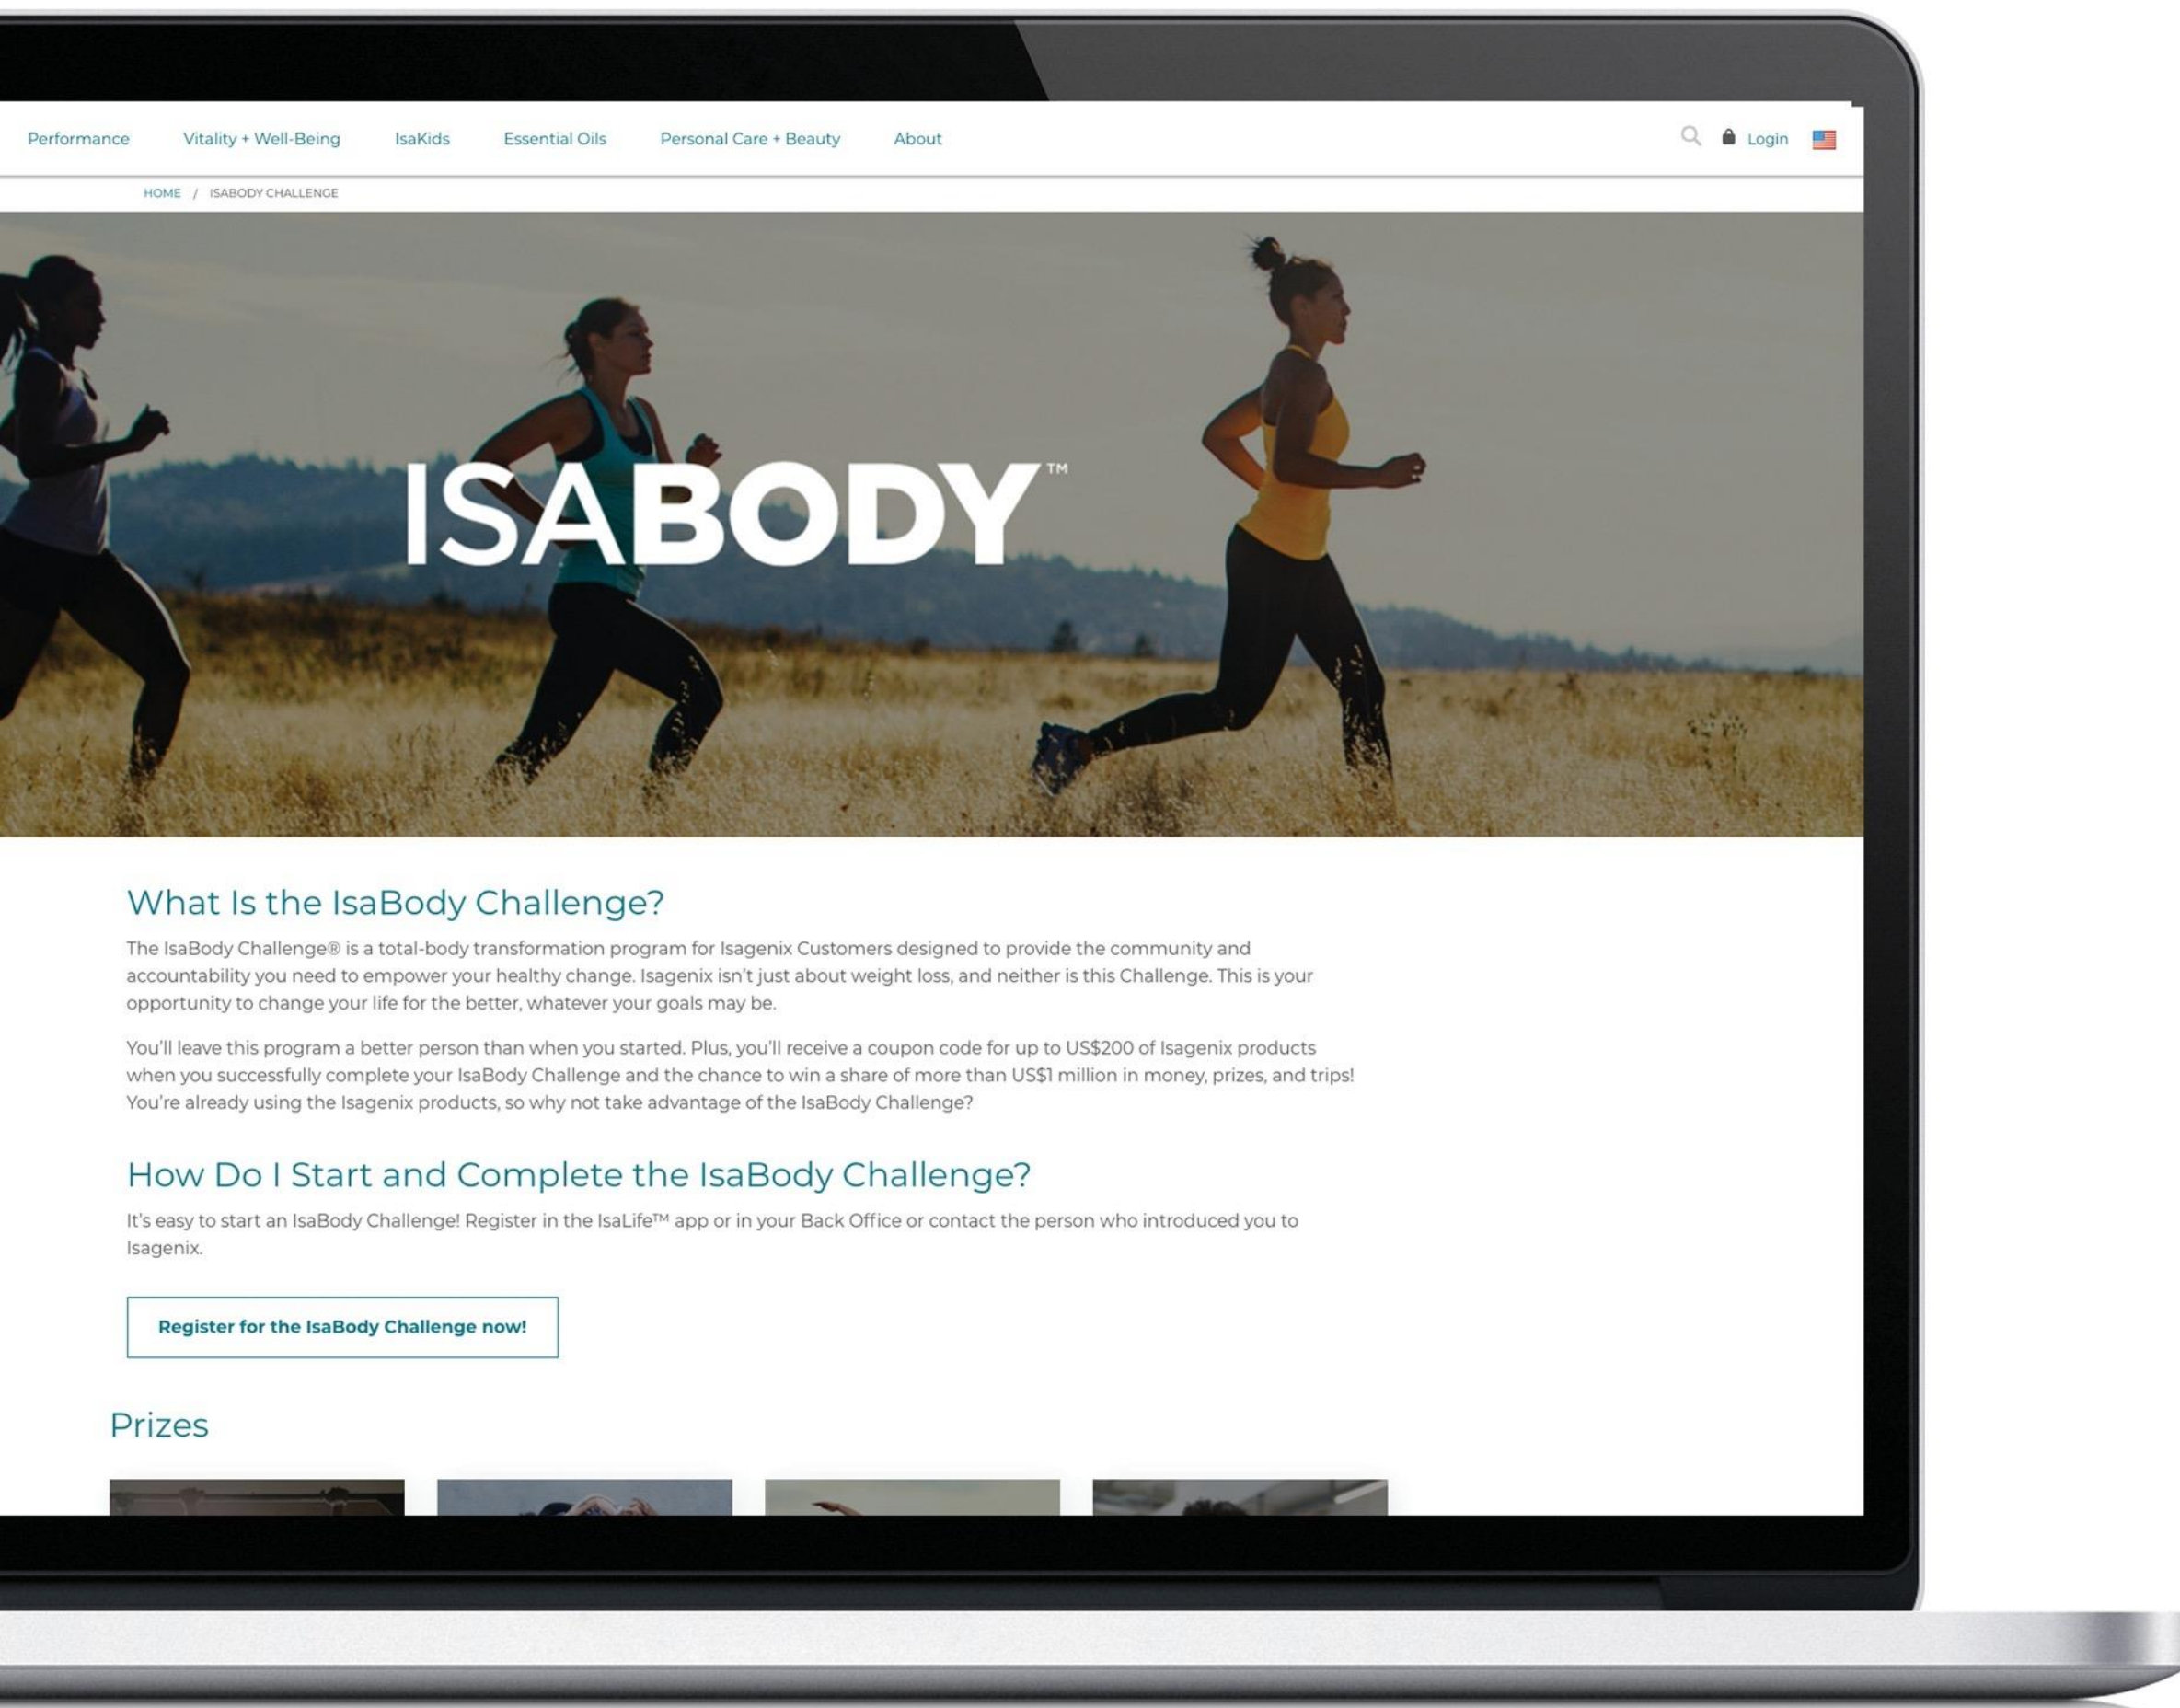 Performance Vitality + Well-Being IsaKids Essential Oils Personal Care + Beauty About Login
HOME / ISABODY CHALLENGE
ISABODY™
What Is the IsaBody Challenge?
The IsaBody Challenge® is a total-body transformation program for Isagenix Customers designed to provide the community and
accountability you need to empower your healthy change. Isagenix isn't just about weight loss, and neither is this Challenge. This is your
opportunity to change your life for the better, whatever your goals may be.
You'll leave this program a better person than when you started. Plus, you'll receive a coupon code for up to US$200 of Isagenix products
when you successfully complete your IsaBody Challenge and the chance to win a share of more than US$1 million in money, prizes, and trips!
You're already using the Isagenix products, so why not take advantage of the IsaBody Challenge?
How Do I Start and Complete the IsaBody Challenge?
It's easy to start an IsaBody Challenge! Register in the IsaLife™ app or in your Back Office or contact the person who introduced you to
Isagenix.
Register for the IsaBody Challenge now!
Prizes